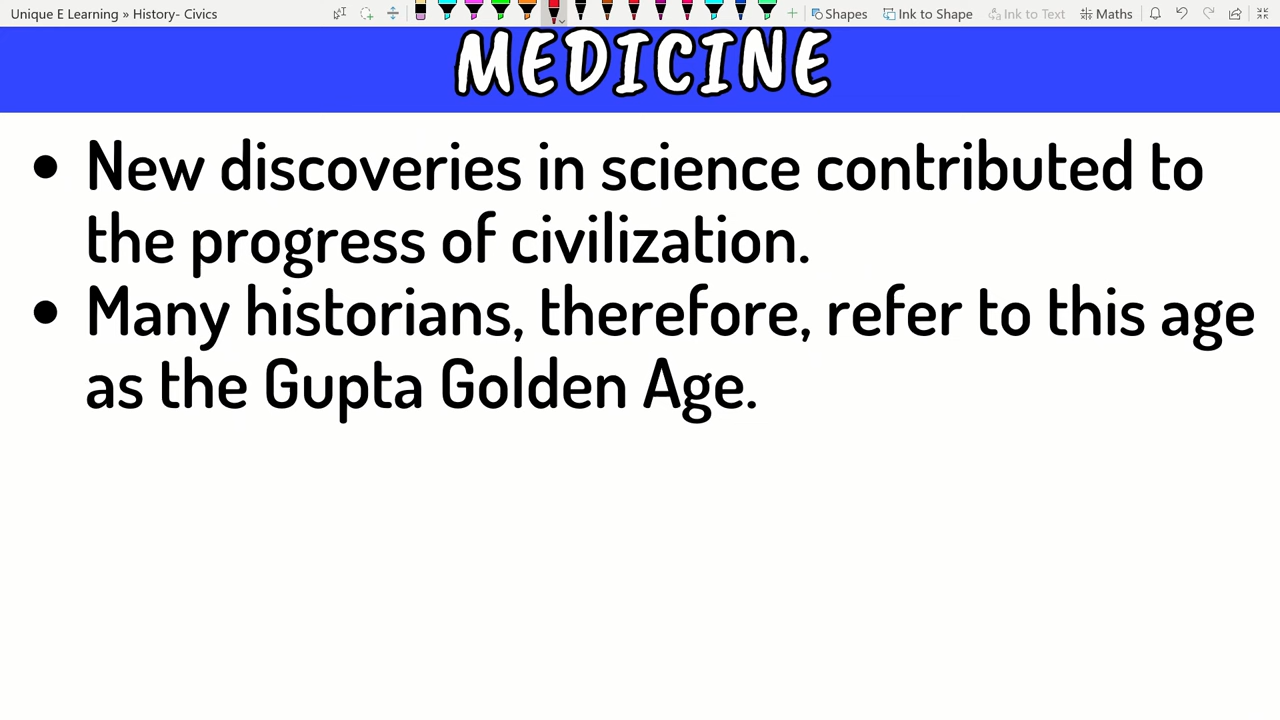 Unique E Learning » History- Civics
Shapes
Ink to Shape
Ink to Text
Maths
MEDICINE
• New discoveries in science contributed to
the progress of civilization.
• Many historians, therefore, refer to this age
as the Gupta Golden Age.